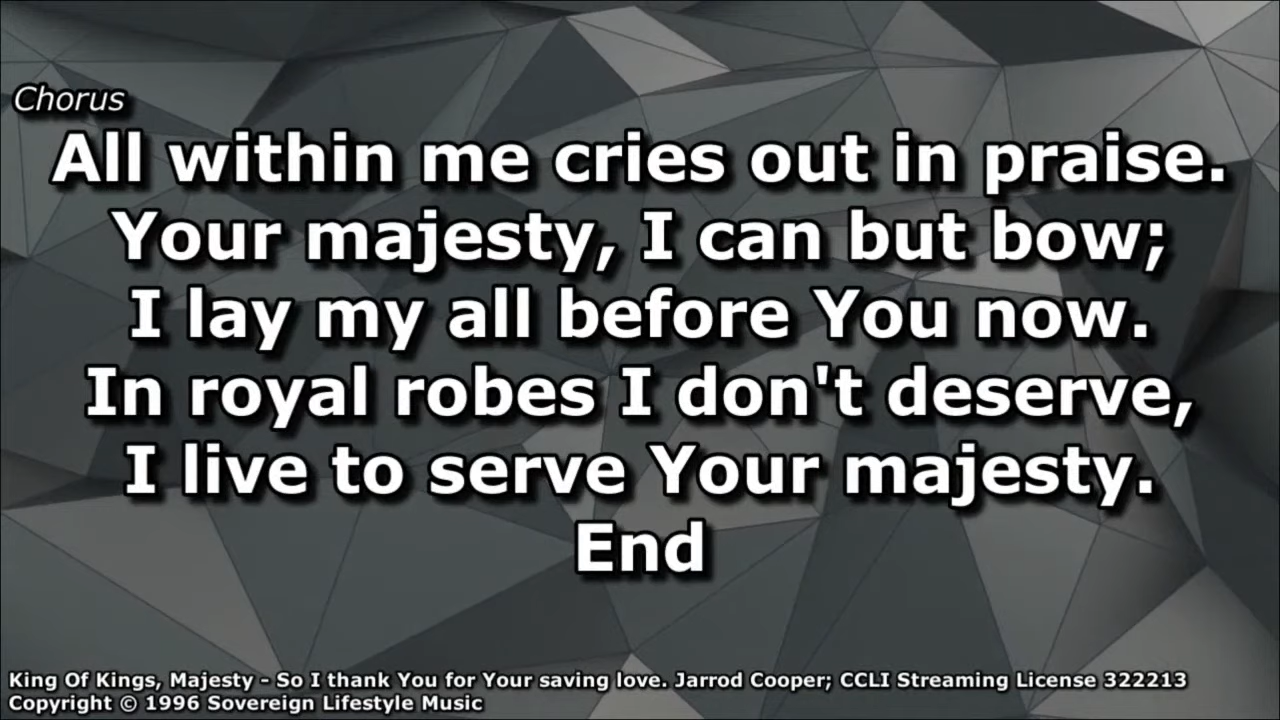 Chorus
All within me cries out in praise.
Your majesty, I can but bow;
I lay my all before You now.
In royal robes I don't deserve,
I live to serve Your majesty.
End
King Of Kings, Majesty - So I thank You for Your saving love. Jarrod Cooper; CCLI Streaming License 322213
Copyright © 1996 Sovereign Lifestyle Music